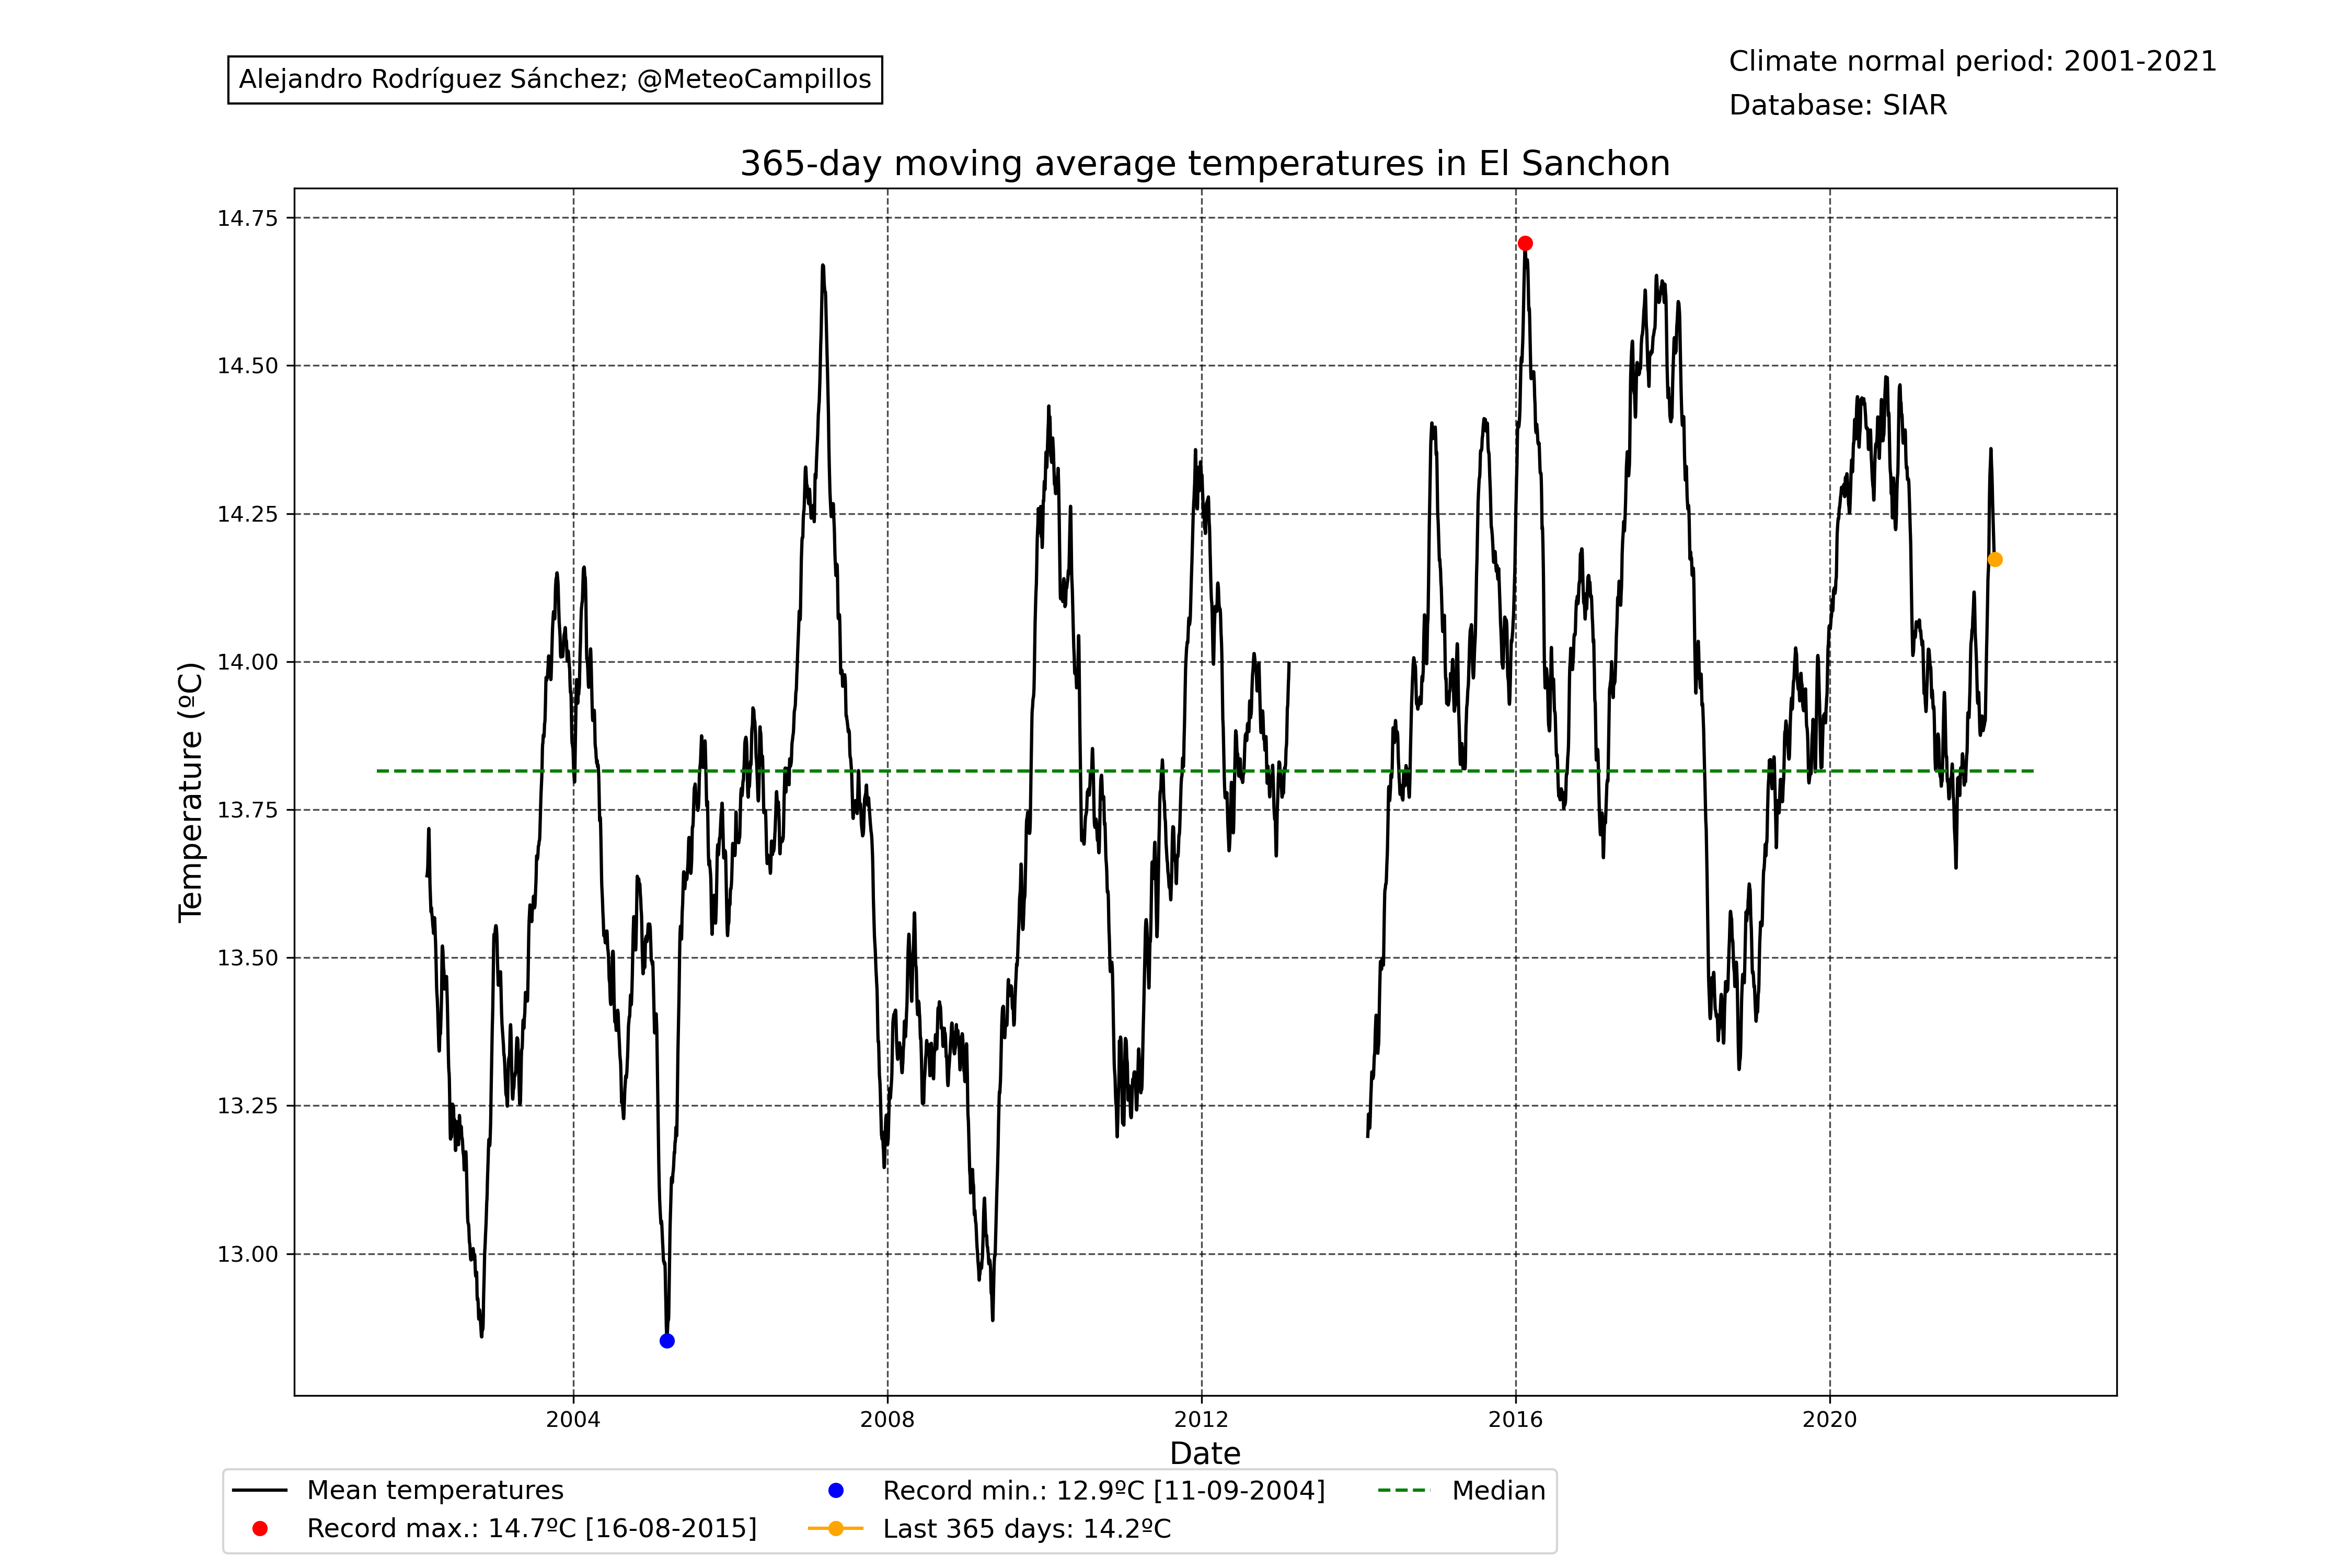 Alejandro Rodríguez Sánchez; @MeteoCampillos
Climate normal period: 2001-2021
Database: SIAR
365-day moving average temperatures in El Sanchon
14.75
14.50
14.25
14.00
13.75
13.50
13.25
13.00
Temperature (ºC)
2004 2008 2012 2016 2020
Date
Mean temperatures
Record max.: 14.7ºC [16-08-2015]
Record min.: 12.9ºC [11-09-2004]
Last 365 days: 14.2ºC
Median